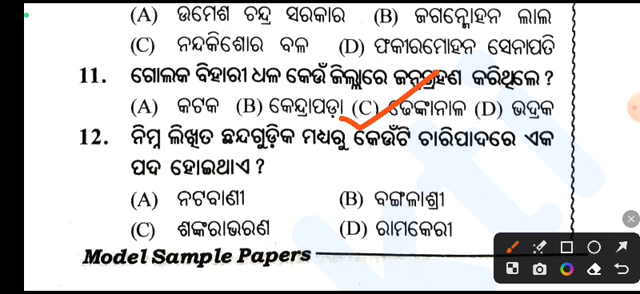 (A) ଉମେଶ ଚନ୍ଦ୍ର ସରକାର (B) ଜଗନ୍ମୋହନ ଲାଲ
(C) ନନ୍ଦକିଶୋର ବଳ (D) ଫକୀରମୋହନ ସେନାପତି
11. ଗୋଲକ ବିହାରୀ ଧଳ କେଉଁ ଜିଲ୍ଲାରେ ଜନ୍ମଗ୍ରହଣ କରିଥିଲେ ?
(A) କଟକ (B) କେନ୍ଦ୍ରାପଡ଼ା (C) ଢେଙ୍କାନାଳ (D) ଭଦ୍ରକ
12. ନିମ୍ନ ଲିଖିତ ଛନ୍ଦଗୁଡ଼ିକ ମଧ୍ୟରୁ କେଉଁଟି ଚାରିପାଦରେ ଏକ
ପଦ ହୋଇଥାଏ ?
(A) ନଟବାଣୀ (B) ବଙ୍ଗଳାଶ୍ରୀ
(C) ଶଙ୍କରାଭରଣ (D) ରାମକେରୀ
Model Sample Papers